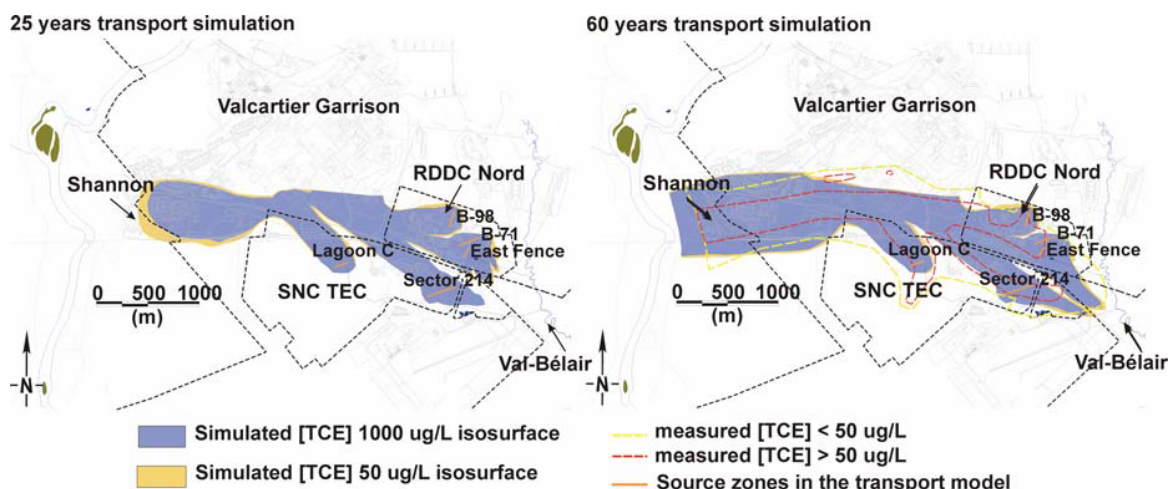 25 years transport simulation
Valcartier Garrison
RDDC Nord
Shannon
B-98
B-71
East Fence
Lagoon C
Sector 214
SNC TEC
0 500 1000
(m)
Val-Bélair
N
60 years transport simulation
Valcartier Garrison
RDDC Nord
Shannon
B-98
B-71
East Fence
Lagoon C
Sector 214
SNC TEC
0 500 1000
(m)
Val-Bélair
N
Simulated [TCE] 1000 ug/L isosurface
Simulated [TCE] 50 ug/L isosurface
measured [TCE] < 50 ug/L
measured [TCE] > 50 ug/L
Source zones in the transport model